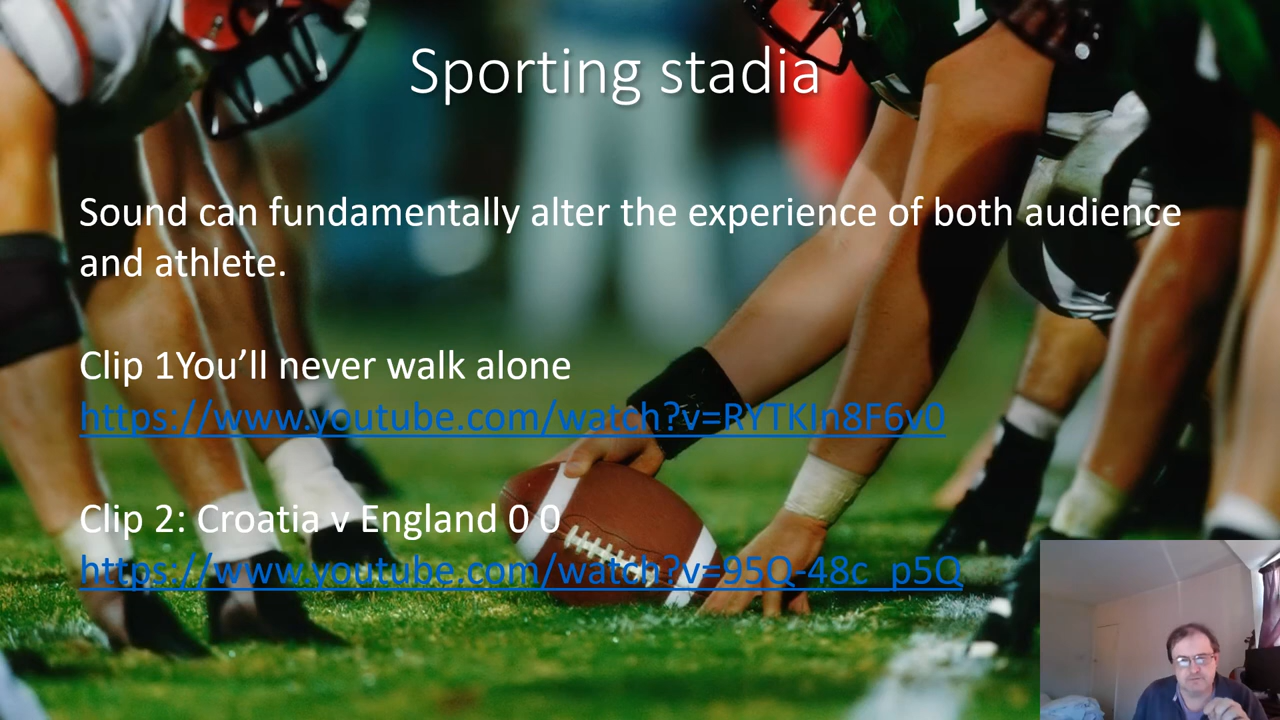 Sporting stadia
Sound can fundamentally alter the experience of both audience
and athlete.
Clip 1You’ll never walk alone
https://www.youtube.com/watch?v=RYTKIn8F6v0
Clip 2: Croatia v England 0 0
https://www.youtube.com/watch?v=95Q-48c_p5Q